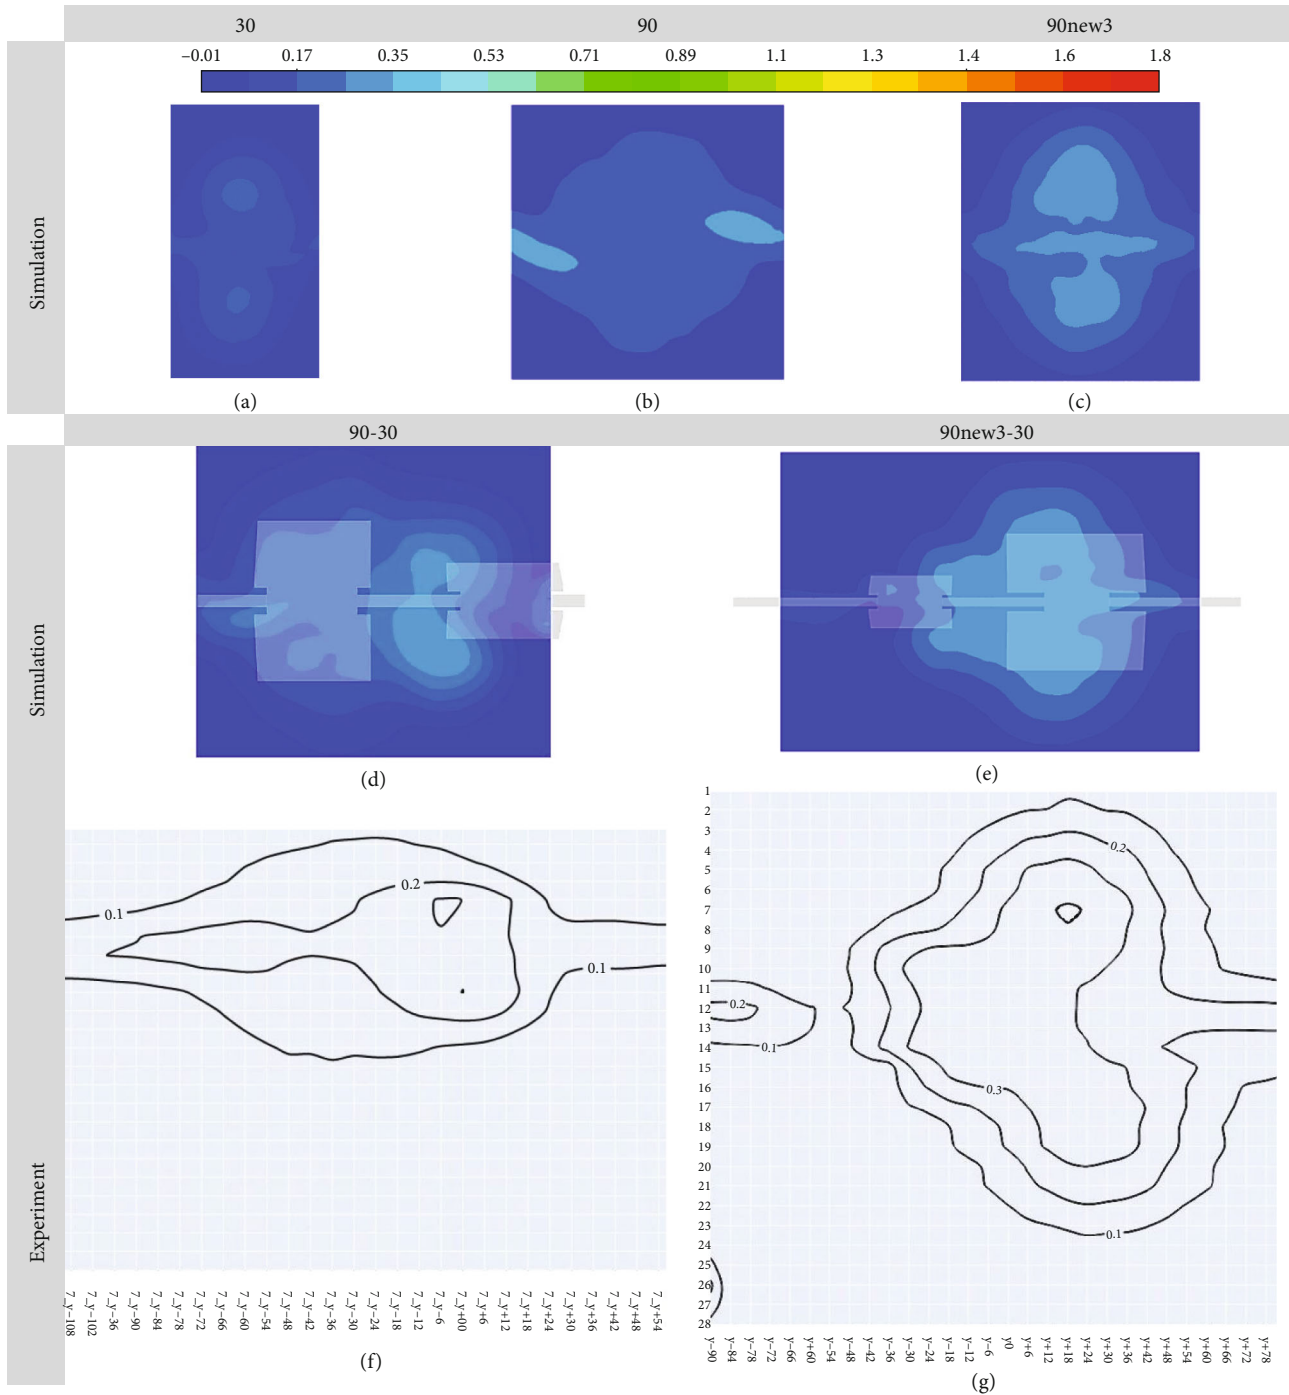 30 90 90new3
Simulation
−0.01 0.17 0.35 0.53 0.71 0.89 1.1 1.3 1.4 1.6 1.8
(a) (b) (c)
90-30 90new3-30
Simulation
(d) (e)
Experiment
0.1
0.2
0.1
7_y−108
7_y−102
7_y−36
7_y−90
7_y−84
7_y−78
7_y−72
7_y−66
7_y−60
7_y−54
7_y−48
7_y−42
7_y−36
7_y−30
7_y−24
7_y−18
7_y−12
7_y−6
7_y+00
7_y+6
7_y+12
7_y+18
7_y+24
7_y+30
7_y+36
7_y+42
7_y+48
7_y+54
(f)
1
2
3
4
5
6
7
8
9
10
11
12
13
14
15
16
17
18
19
20
21
22
23
24
25
26
27
28
0.2
0.2
0.1
0.3
0.1
y−90
y−84
y−78
y−72
y−66
y+60
y−54
y−48
y−42
y−36
y−30
y−24
y−18
y−12
y−6
y0
y+6
y+12
y+18
y+24
y+30
y+36
y+42
y+48
y+54
y+60
y+66
y+72
y+78
(g)